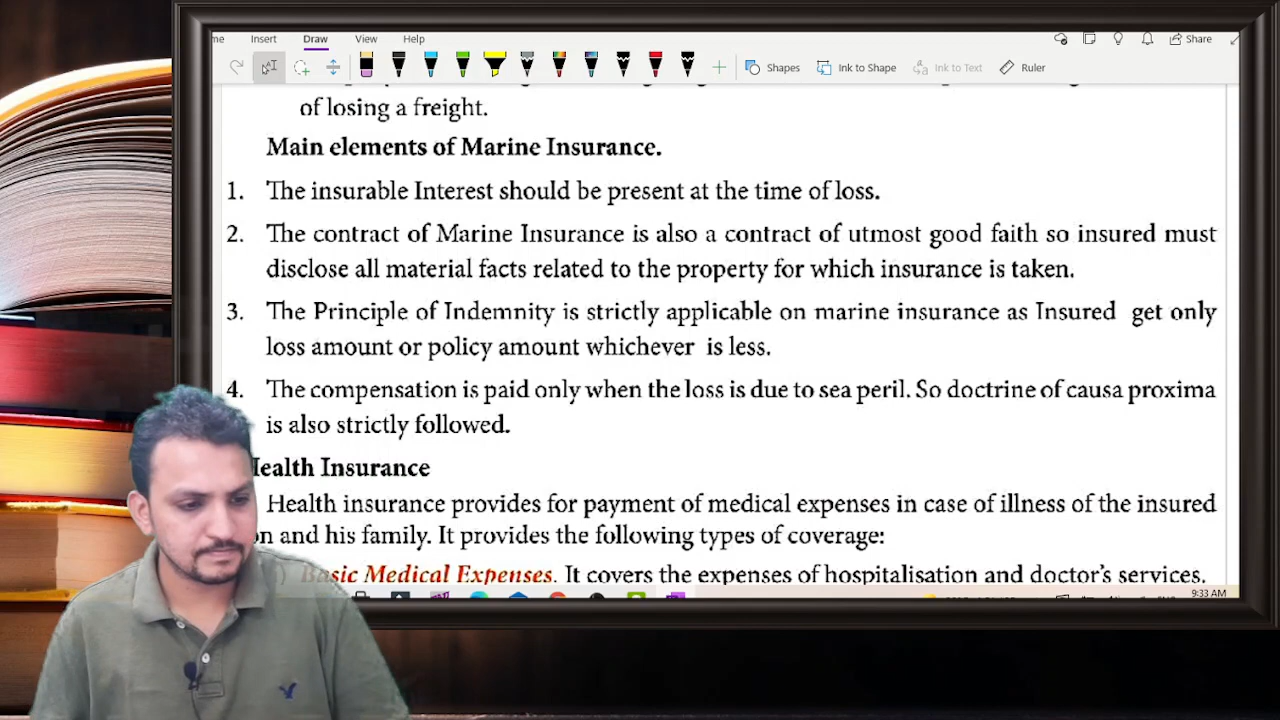 Insert Draw View Help Share
Shapes Ink to Shape Ink to Text Ruler
of losing a freight.
Main elements of Marine Insurance.
1. The insurable Interest should be present at the time of loss.
2. The contract of Marine Insurance is also a contract of utmost good faith so insured must
disclose all material facts related to the property for which insurance is taken.
3. The Principle of Indemnity is strictly applicable on marine insurance as Insured get only
loss amount or policy amount whichever is less.
4. The compensation is paid only when the loss is due to sea peril. So doctrine of causa proxima
is also strictly followed.
Health Insurance
Health insurance provides for payment of medical expenses in case of illness of the insured
and his family. It provides the following types of coverage:
Basic Medical Expenses. It covers the expenses of hospitalisation and doctor's services.
9:33 AM